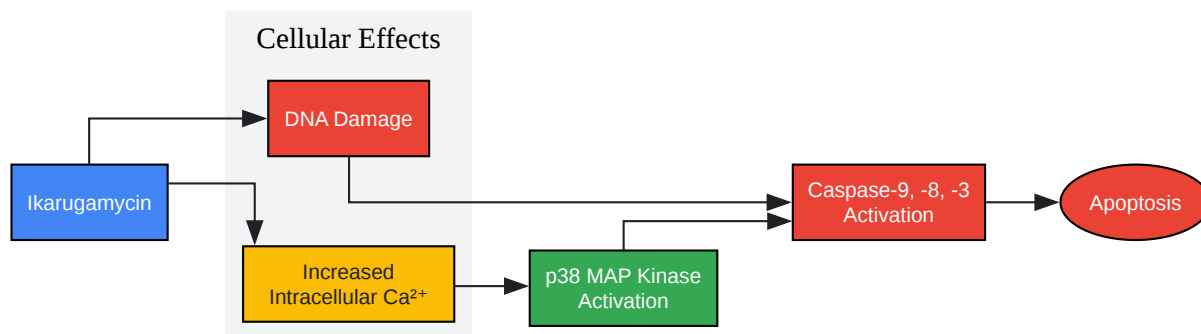 Cellular Effects
DNA Damage
Ikarugamycin
Caspase-9, -8, -3
Activation
Apoptosis
Increased
Intracellular Ca²⁺
p38 MAP Kinase
Activation